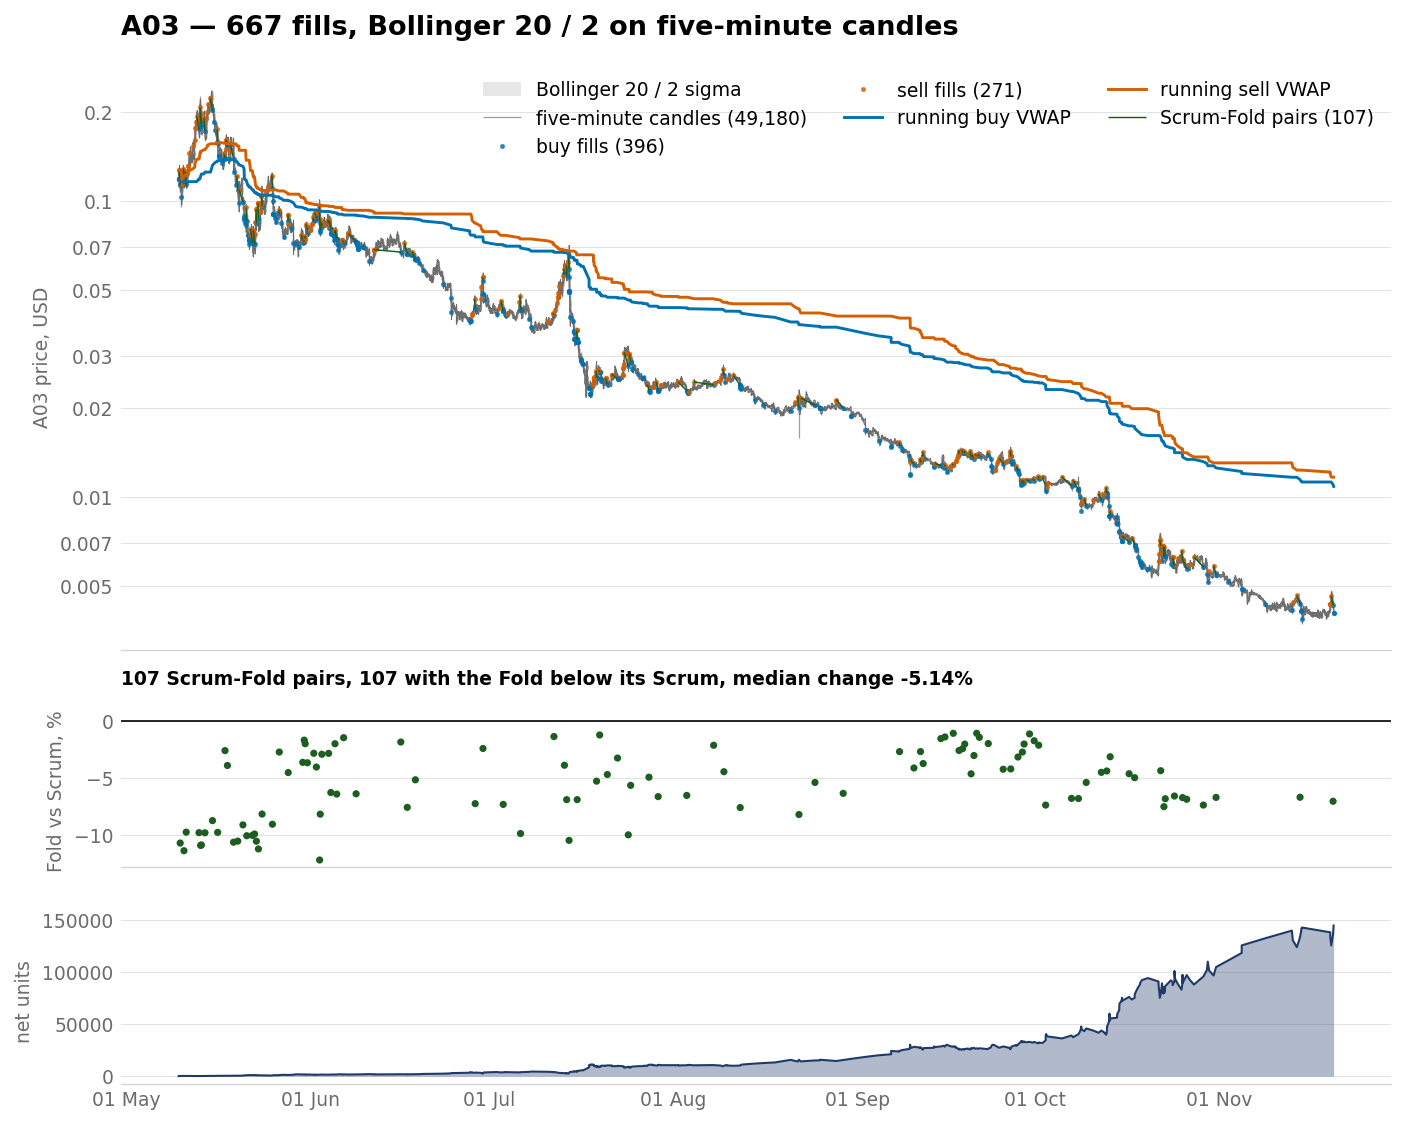 A03 — 667 fills, Bollinger 20 / 2 on five-minute candles
Bollinger 20 / 2 sigma
five-minute candles (49,180)
buy fills (396)
sell fills (271)
running buy VWAP
running sell VWAP
Scrum-Fold pairs (107)
A03 price, USD
0.2
0.1
0.07
0.05
0.03
0.02
0.01
0.007
0.005
107 Scrum-Fold pairs, 107 with the Fold below its Scrum, median change -5.14%
Fold vs Scrum, %
0
−5
−10
net units
150000
100000
50000
0
01 May
01 Jun
01 Jul
01 Aug
01 Sep
01 Oct
01 Nov